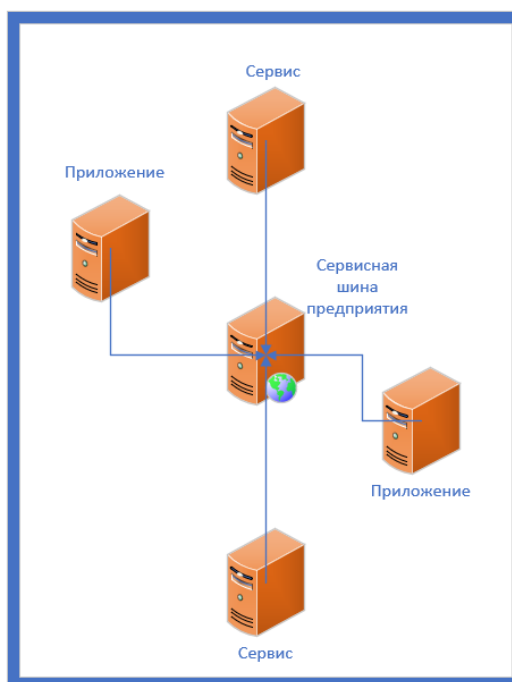 Сервис
Приложение
Сервисная
шина
предприятия
Приложение
Сервис